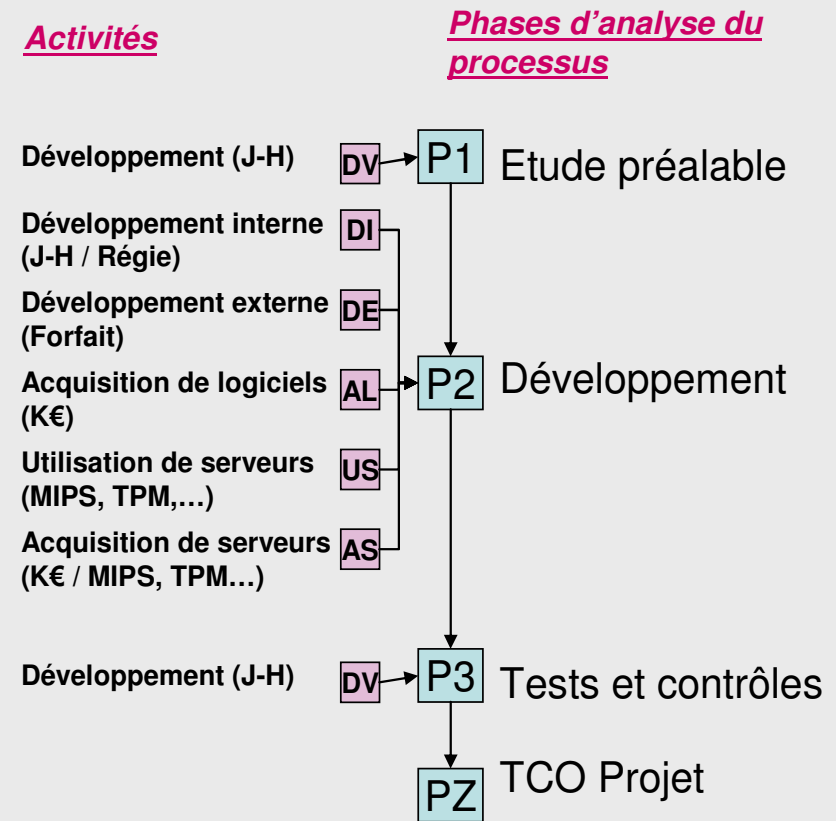 Activités
Phases d'analyse du
processus
Développement (J-H)
DV
P1
Etude préalable
Développement interne
(J-H / Régie)
DI
Développement externe
(Forfait)
DE
Acquisition de logiciels
(K€)
AL
P2
Développement
Utilisation de serveurs
(MIPS, TPM,…)
US
Acquisition de serveurs
(K€ / MIPS, TPM…)
AS
Développement (J-H)
DV
P3
Tests et contrôles
PZ
TCO Projet